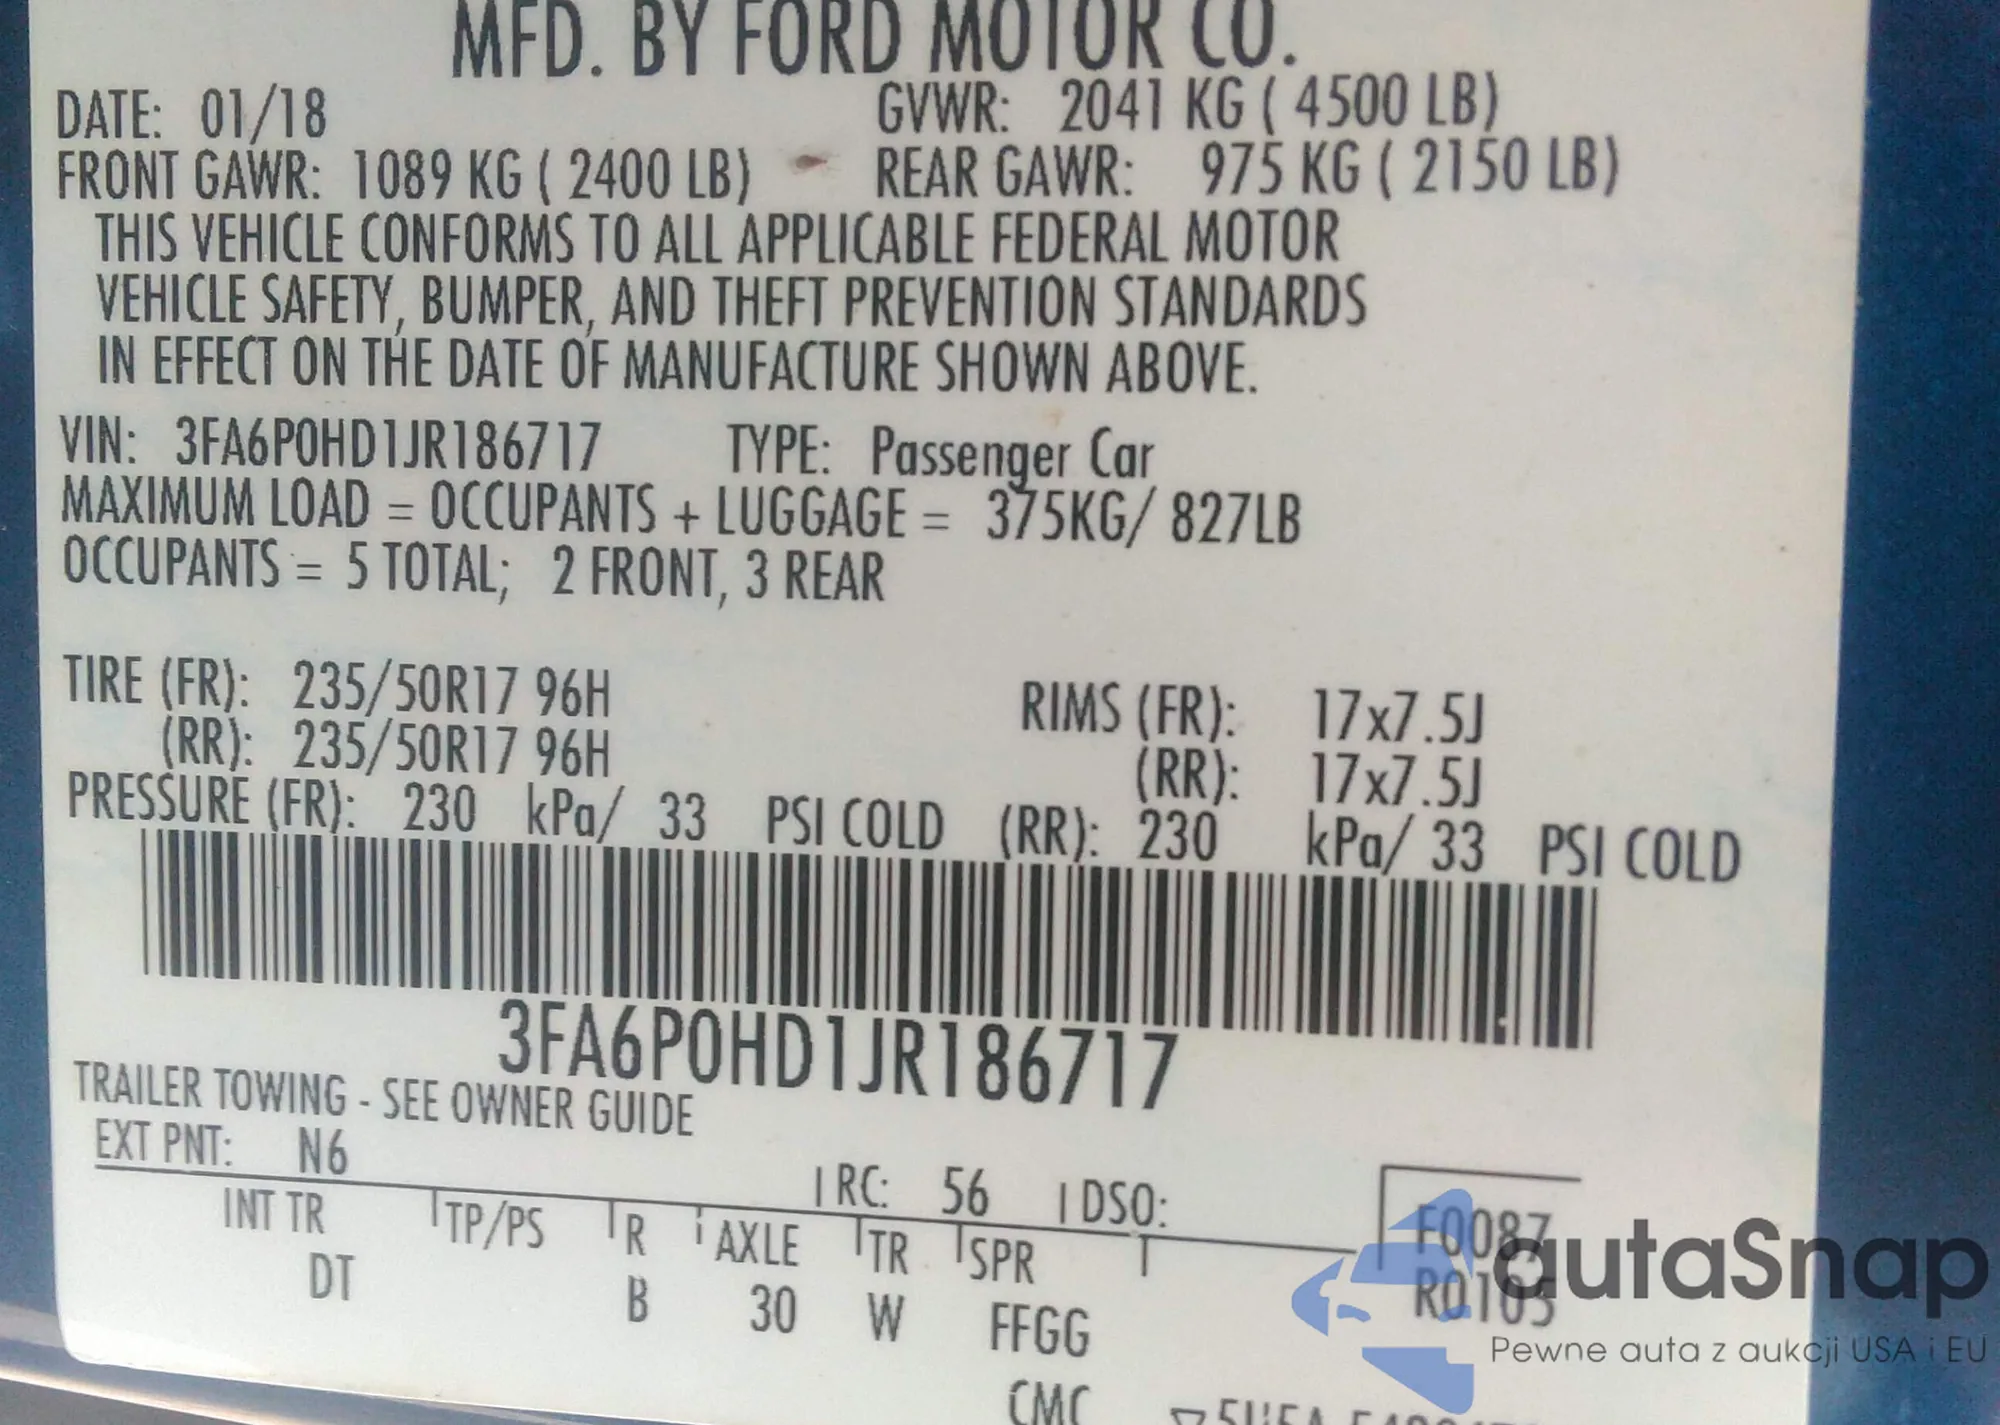 MFD. BY FORD MOTOR CO.
DATE: 01/18 GVWR: 2041 KG ( 4500 LB)
FRONT GAWR: 1089 KG ( 2400 LB) REAR GAWR: 975 KG ( 2150 LB)
THIS VEHICLE CONFORMS TO ALL APPLICABLE FEDERAL MOTOR
VEHICLE SAFETY, BUMPER, AND THEFT PREVENTION STANDARDS
IN EFFECT ON THE DATE OF MANUFACTURE SHOWN ABOVE.
VIN: 3FA6P0HD1JR186717 TYPE: Passenger Car
MAXIMUM LOAD = OCCUPANTS + LUGGAGE = 375KG/ 827LB
OCCUPANTS = 5 TOTAL; 2 FRONT, 3 REAR
TIRE (FR): 235/50R17 96H RIMS (FR): 17x7.5J
(RR): 235/50R17 96H (RR): 17x7.5J
PRESSURE (FR): 230 kPa/ 33 PSI COLD (RR): 230 kPa/ 33 PSI COLD
3FA6P0HD1JR186717
TRAILER TOWING - SEE OWNER GUIDE
EXT PNT: N6 RC: 56 DSO:
INT TR TP/PS R AXLE TR SPR F0087
DT B 30 W FFGG R0105
CMC
autaSnap
Pewne auta z aukcji USA i EU